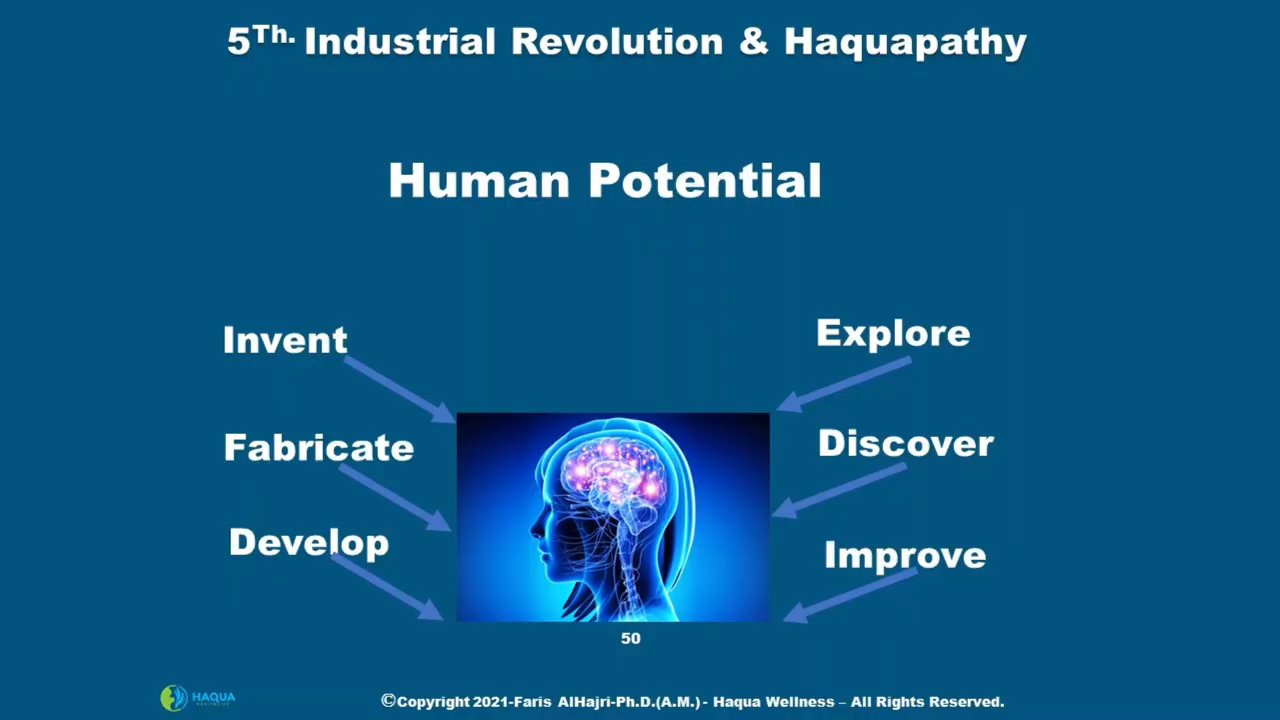 5Th. Industrial Revolution & Haquapathy
Human Potential
Invent
Explore
Fabricate
Discover
Develop
Improve
50
HAQUA
©Copyright 2021-Faris AlHajri-Ph.D.(A.M.) - Haqua Wellness – All Rights Reserved.